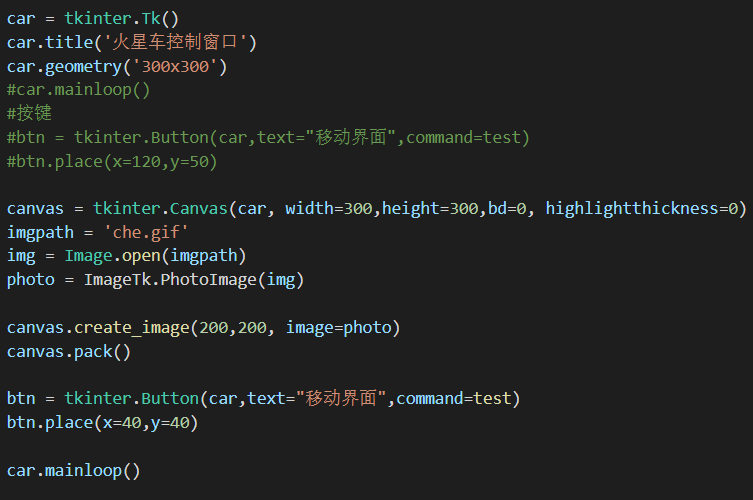 car = tkinter.Tk()
car.title('火星车控制窗口')
car.geometry('300x300')
#car.mainloop()
#按键
#btn = tkinter.Button(car,text="移动界面",command=test)
#btn.place(x=120,y=50)
canvas = tkinter.Canvas(car, width=300,height=300,bd=0, highlightthickness=0)
imgpath = 'che.gif'
img = Image.open(imgpath)
photo = ImageTk.PhotoImage(img)
canvas.create_image(200,200, image=photo)
canvas.pack()
btn = tkinter.Button(car,text="移动界面",command=test)
btn.place(x=40,y=40)
car.mainloop()